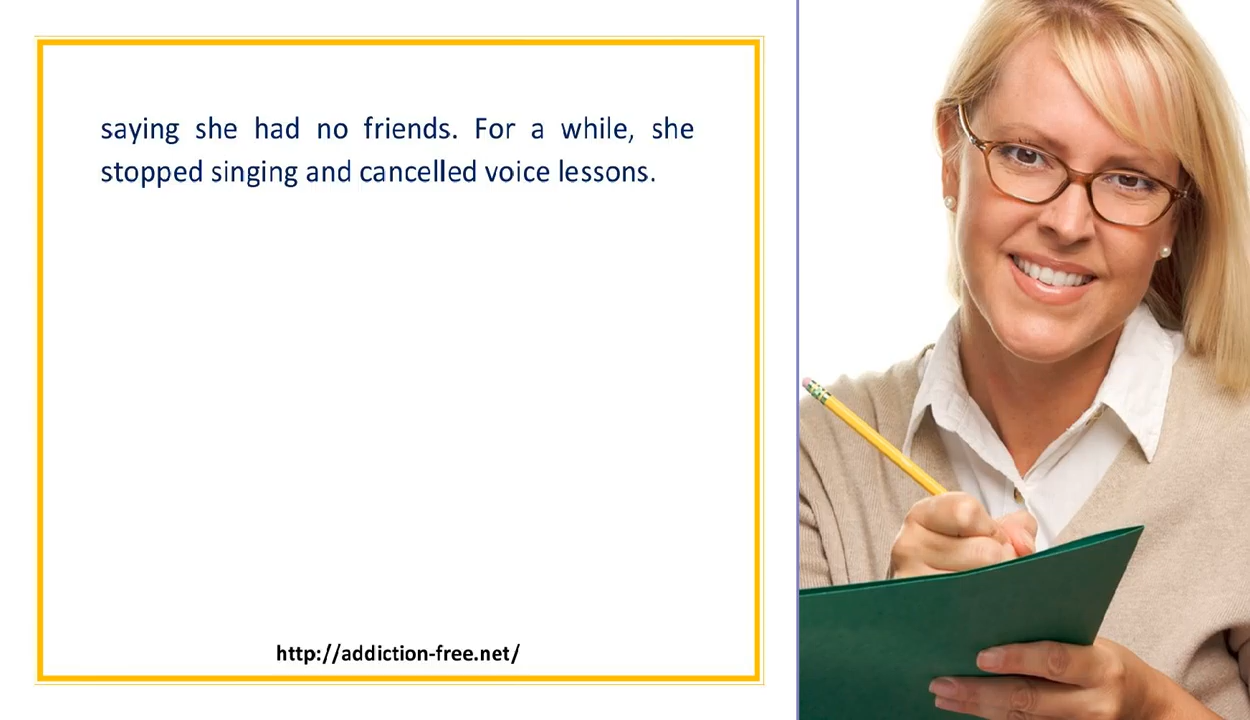 saying she had no friends. For a while, she
stopped singing and cancelled voice lessons.
http://addiction-free.net/